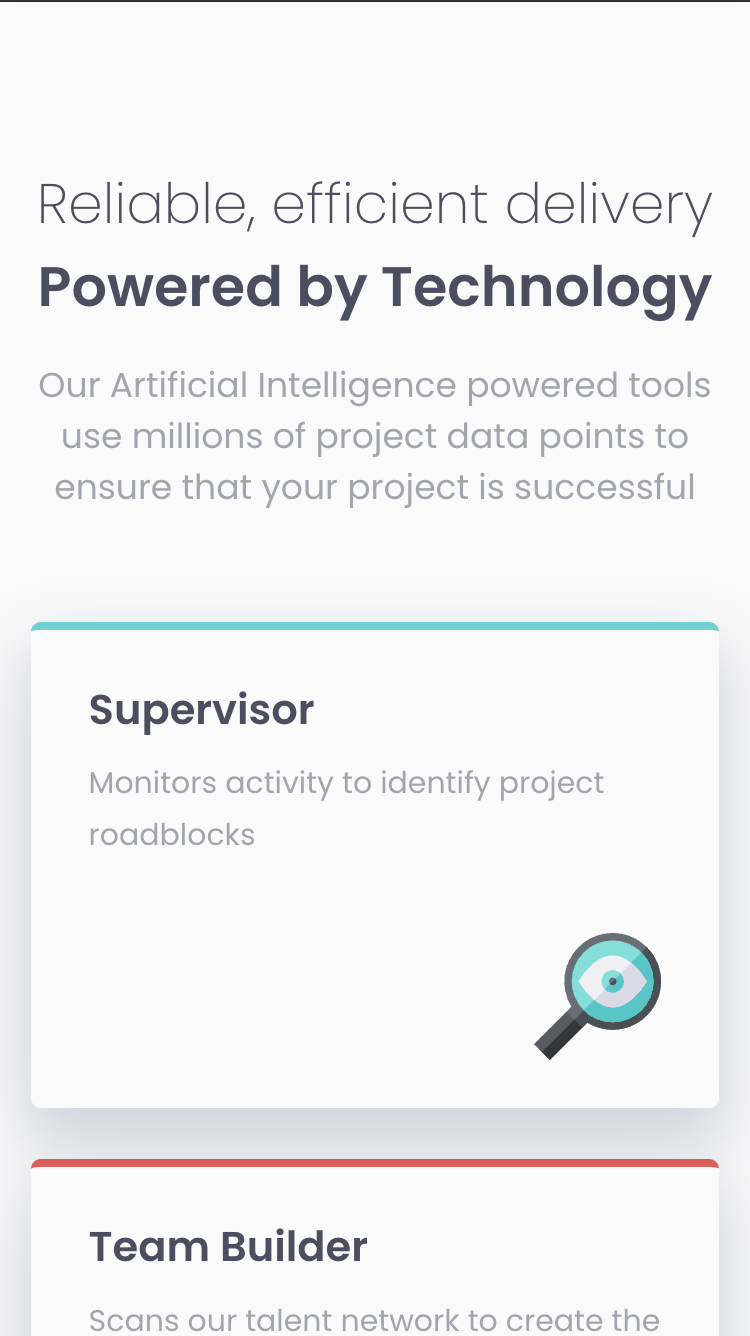 Reliable, efficient delivery
Powered by Technology
Our Artificial Intelligence powered tools
use millions of project data points to
ensure that your project is successful
Supervisor
Monitors activity to identify project
roadblocks
Team Builder
Scans our talent network to create the